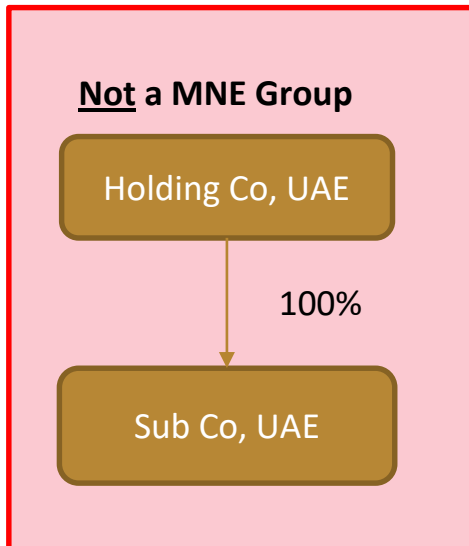 Not a MNE Group
Holding Co, UAE
100%
Sub Co, UAE